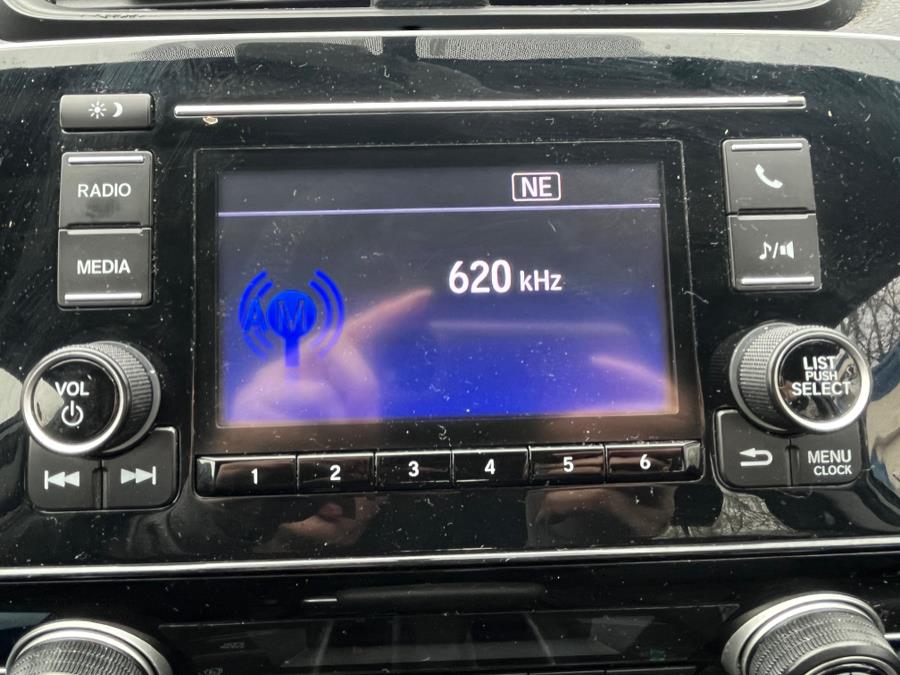 NE
RADIO
MEDIA
620 kHz
AM
VOL
LIST
PUSH
SELECT
1 2 3 4 5 6
MENU
CLOCK